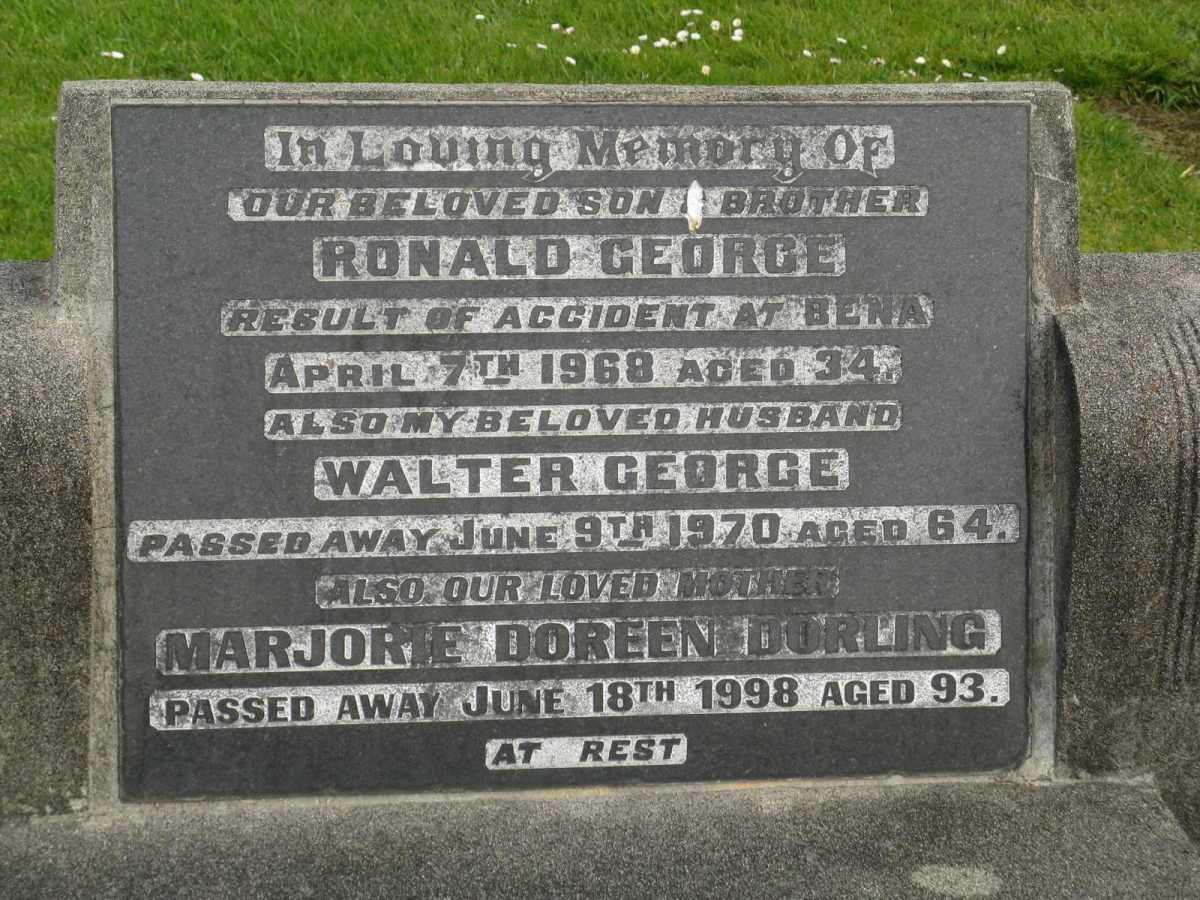 In Loving Memory Of
OUR BELOVED SON & BROTHER
RONALD GEORGE
RESULT OF ACCIDENT AT BENA
APRIL 7TH 1968 AGED 34.
ALSO MY BELOVED HUSBAND
WALTER GEORGE
PASSED AWAY JUNE 9TH 1970 AGED 64.
ALSO OUR LOVED MOTHER
MARJORIE DOREEN DORLING
PASSED AWAY JUNE 18TH 1998 AGED 93.
AT REST